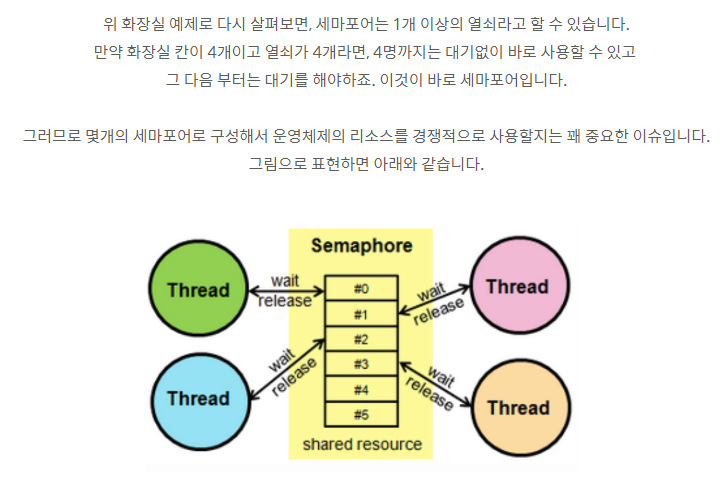 위 화장실 예제로 다시 살펴보면, 세마포어는 1개 이상의 열쇠라고 할 수 있습니다.
만약 화장실 칸이 4개이고 열쇠가 4개라면, 4명까지는 대기없이 바로 사용할 수 있고
그 다음 부터는 대기를 해야하죠. 이것이 바로 세마포어입니다.
그러므로 몇개의 세마포어로 구성해서 운영체제의 리소스를 경쟁적으로 사용할지는 꽤 중요한 이슈입니다.
그림으로 표현하면 아래와 같습니다.
Semaphore
Thread
wait
release
#0
#1
#2
#3
#4
#5
wait
release
Thread
Thread
wait
release
wait
release
Thread
shared resource